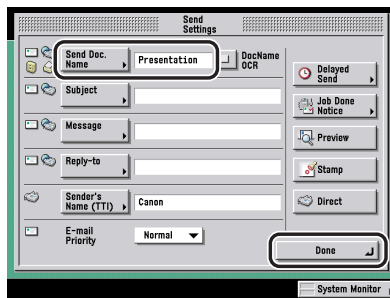 Send
Settings
Send Doc.
Name
Presentation
DocName
OCR
Subject
Message
Reply-to
Sender's
Name (TTI)
Canon
E-mail
Priority
Normal
Delayed
Send
Job Done
Notice
Preview
Stamp
Direct
Done
System Monitor